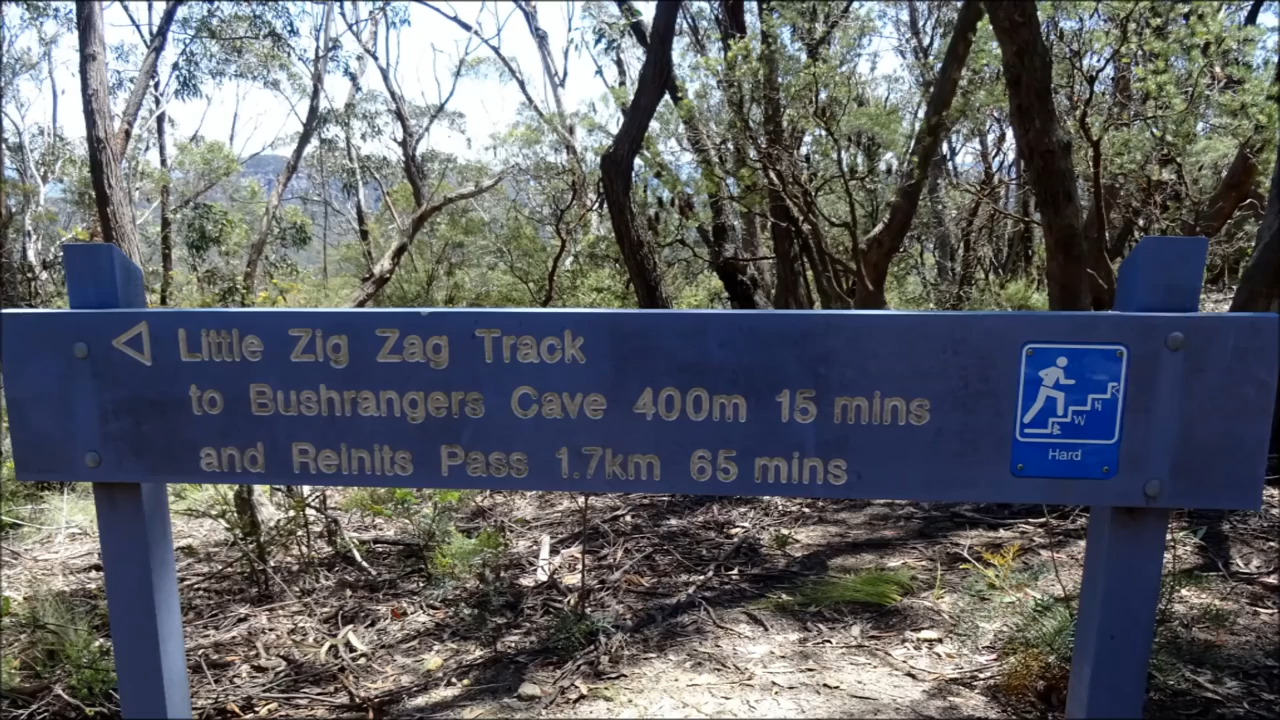 Little Zig Zag Track
to Bushrangers Cave 400m 15 mins
and Reinits Pass 1.7km 65 mins
Hard